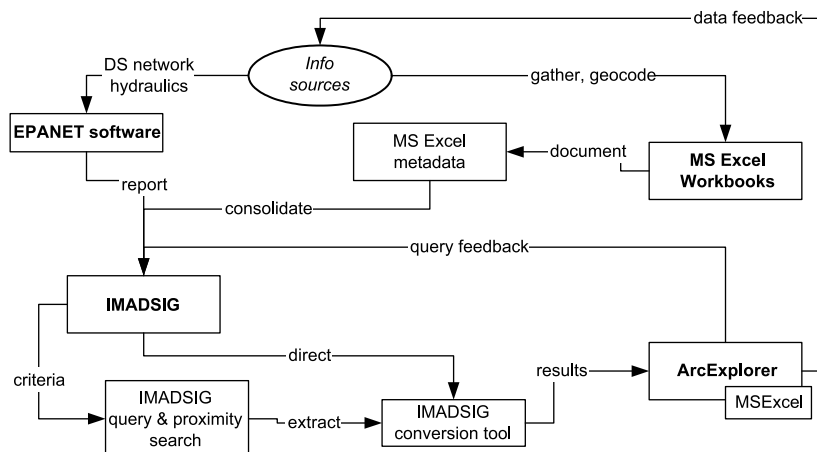 data feedback
Info
sources
DS network
hydraulics
gather, geocode
EPANET software
MS Excel
metadata
document
MS Excel
Workbooks
report
consolidate
query feedback
IMADSIG
direct
criteria
results
ArcExplorer
MSExcel
IMADSIG
query & proximity
search
extract
IMADSIG
conversion tool